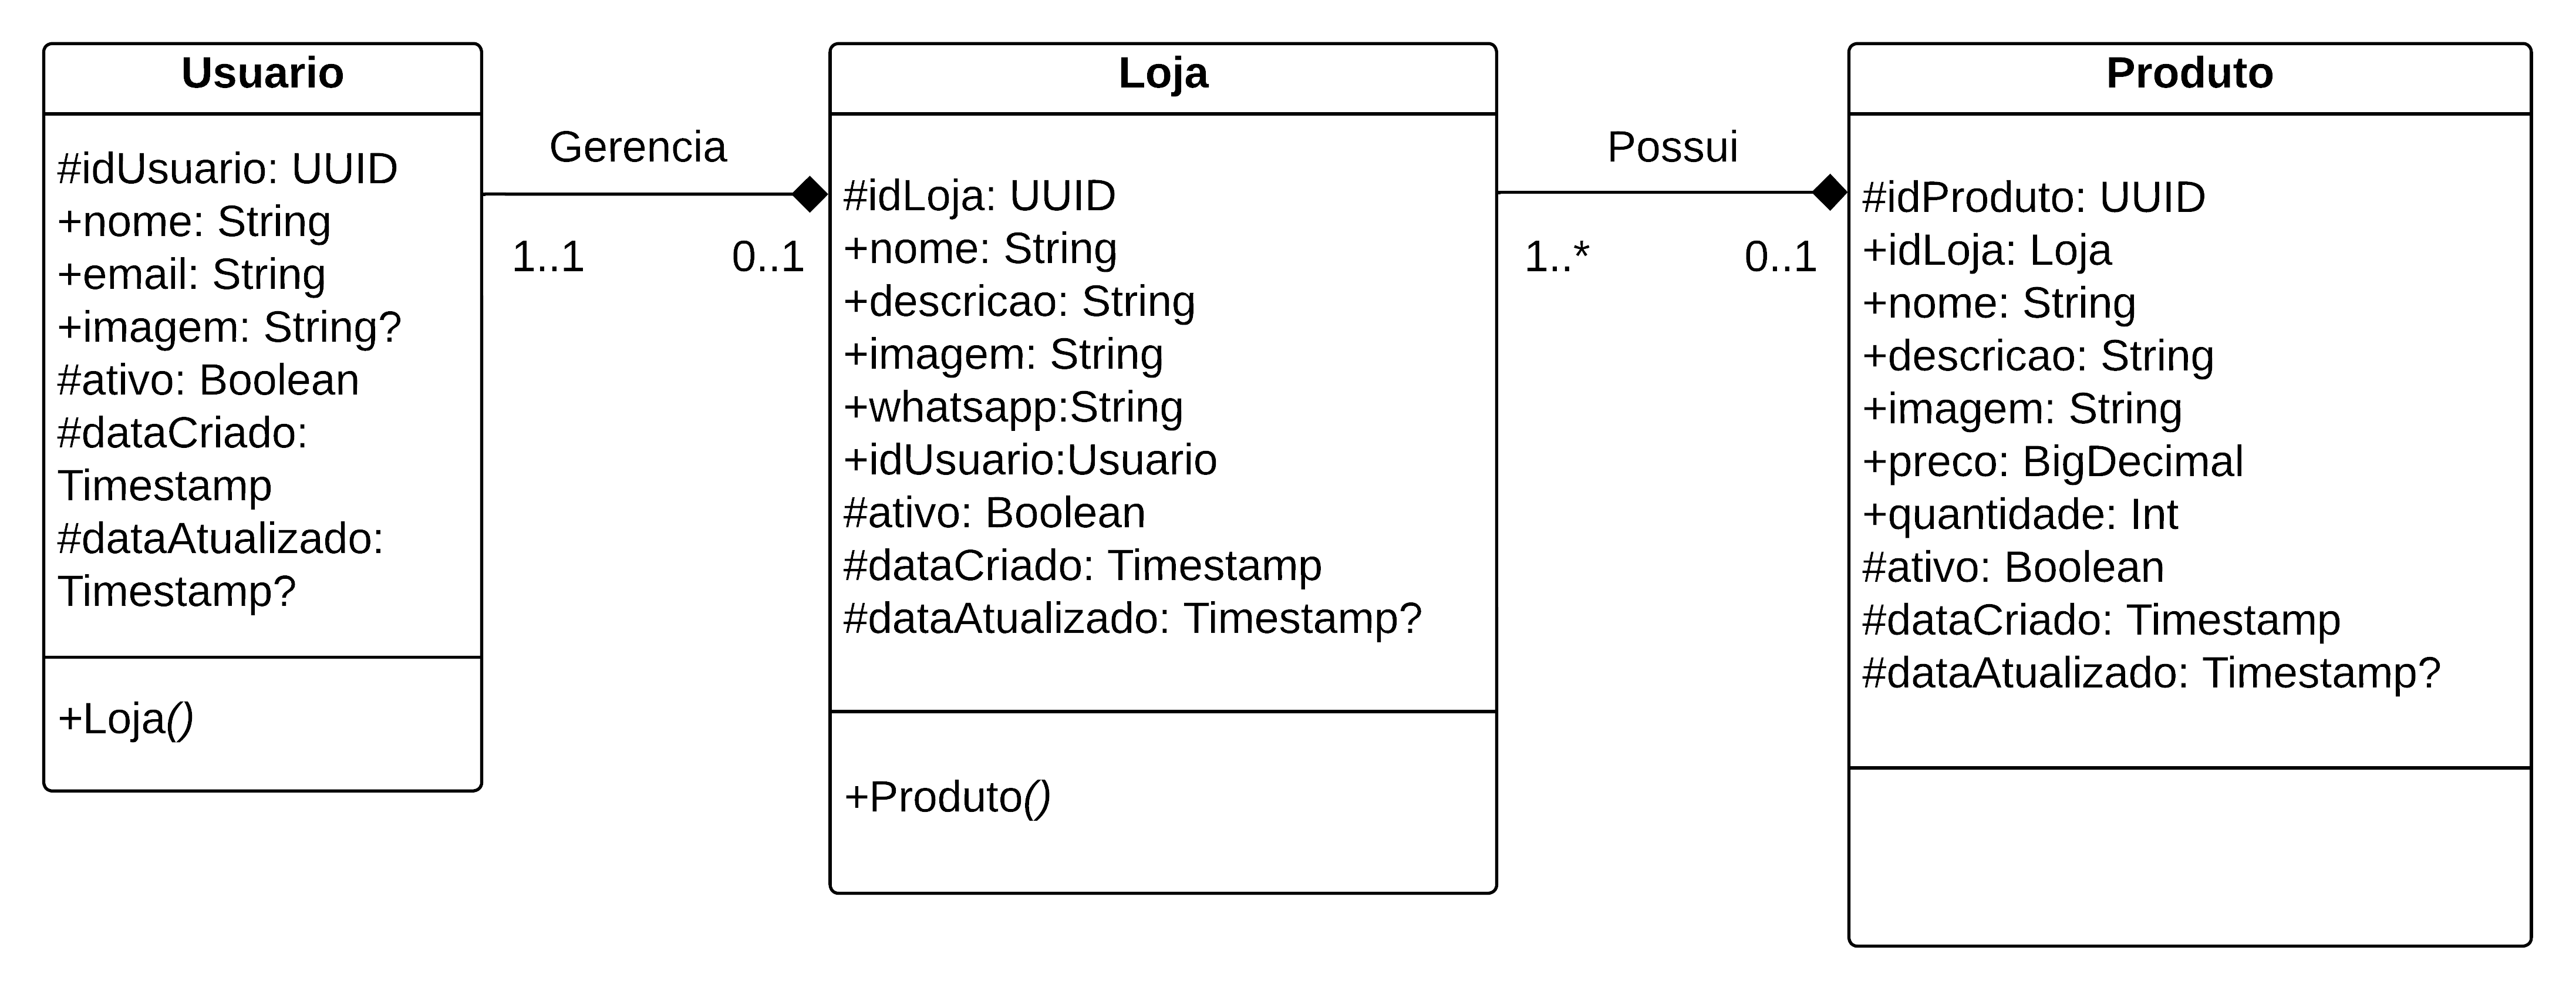 Usuario
#idUsuario: UUID
+nome: String
+email: String
+imagem: String?
#ativo: Boolean
#dataCriado:
Timestamp
#dataAtualizado:
Timestamp?
+Loja()
Gerencia
1..1
0..1
Loja
#idLoja: UUID
+nome: String
+descricao: String
+imagem: String
+whatsapp:String
+idUsuario:Usuario
#ativo: Boolean
#dataCriado: Timestamp
#dataAtualizado: Timestamp?
+Produto()
Possui
1..*
0..1
Produto
#idProduto: UUID
+idLoja: Loja
+nome: String
+descricao: String
+imagem: String
+preco: BigDecimal
+quantidade: Int
#ativo: Boolean
#dataCriado: Timestamp
#dataAtualizado: Timestamp?